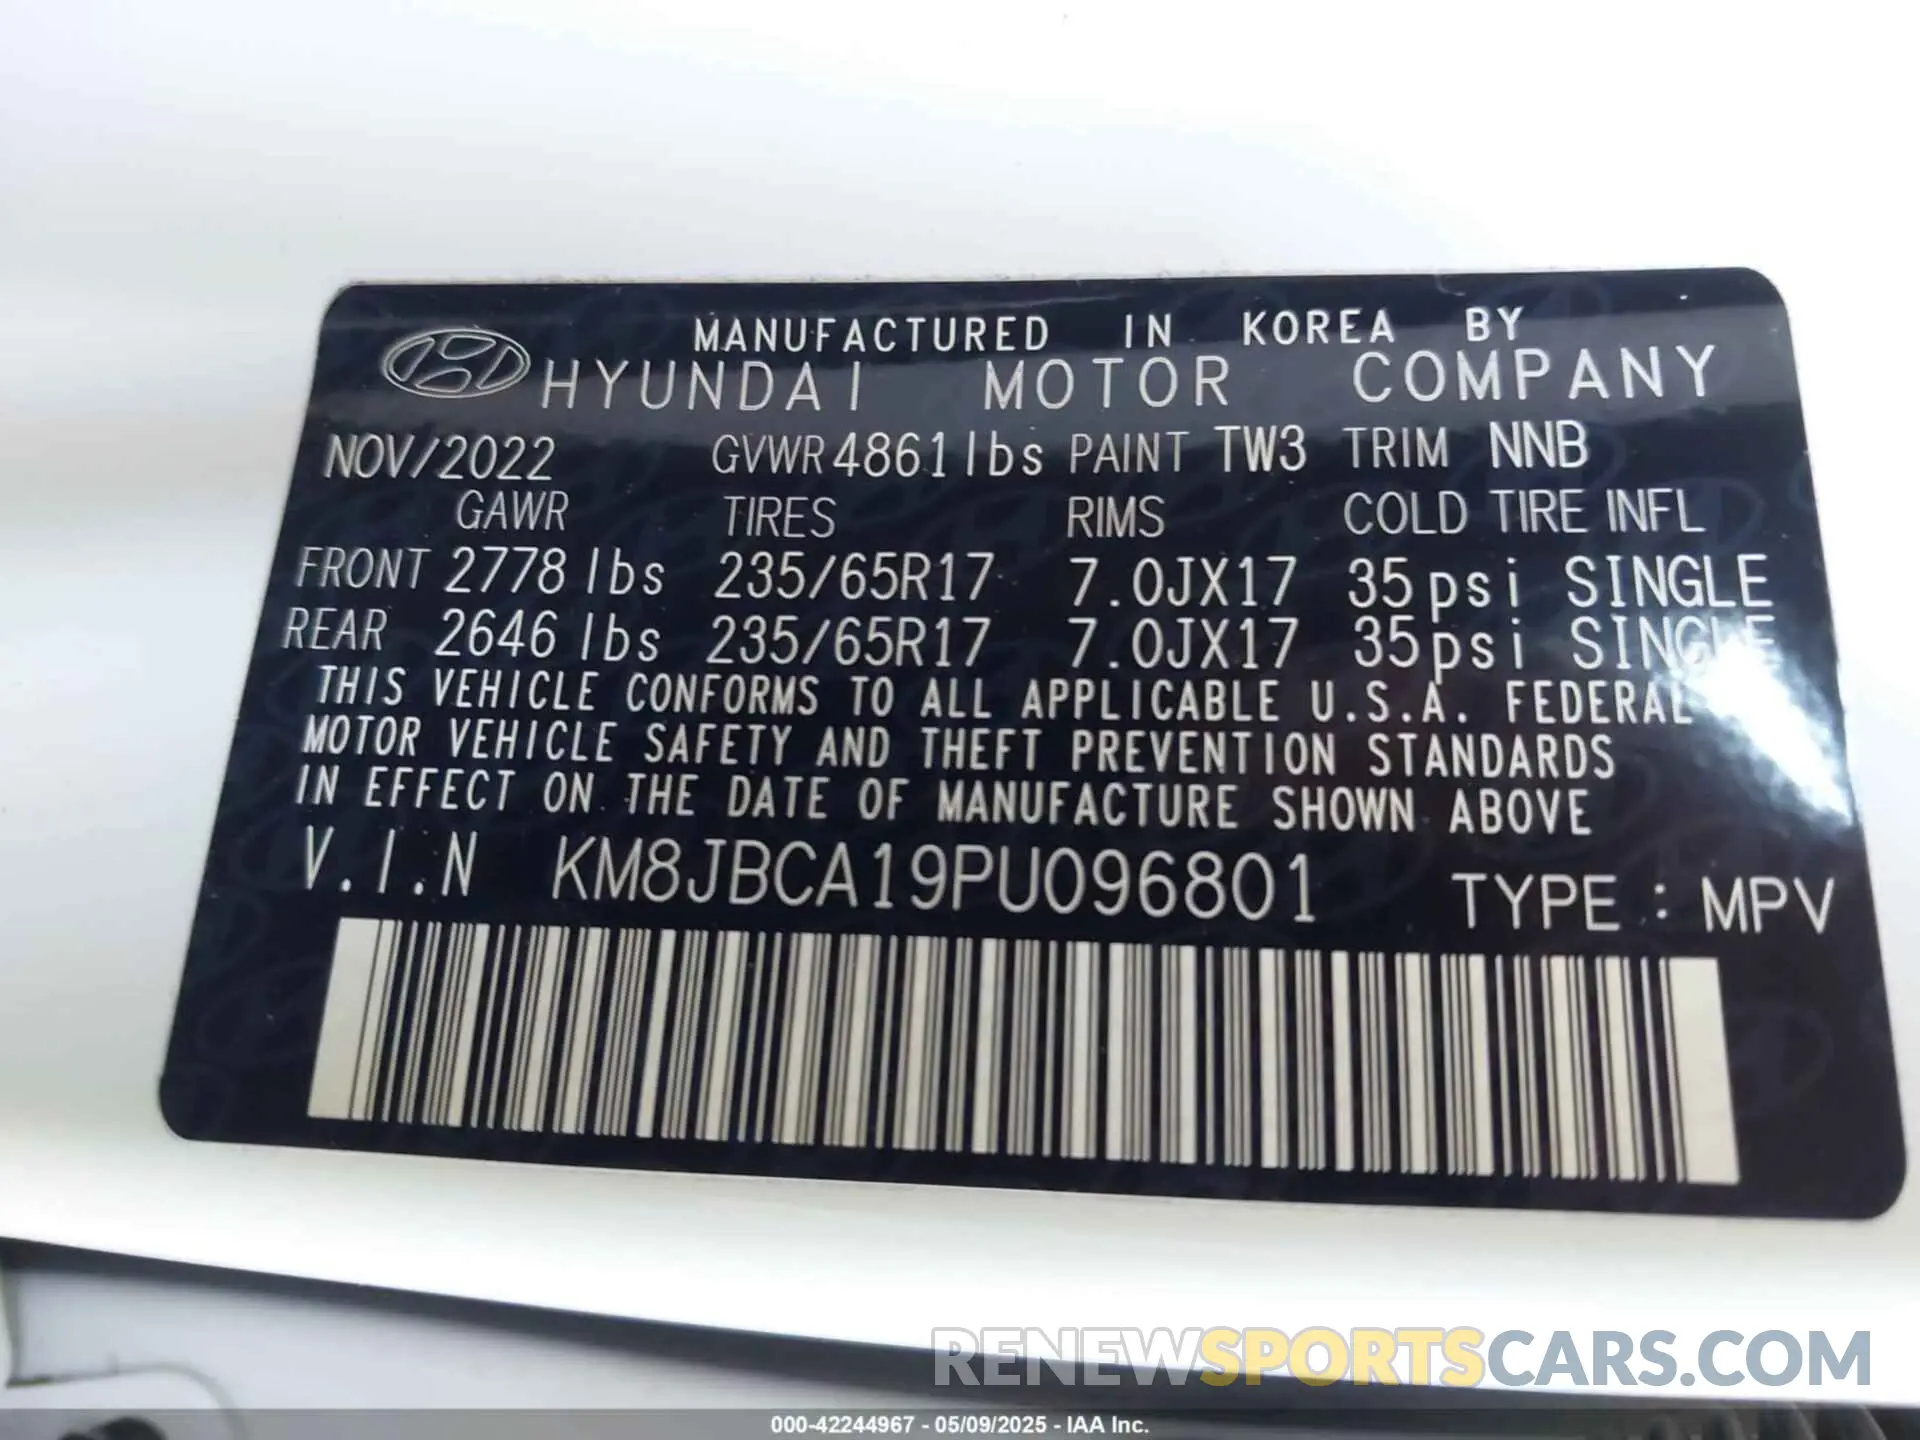 MANUFACTURED IN KOREA BY
HYUNDAI MOTOR COMPANY
NOV/2022 GVWR 4861lbs PAINT TW3 TRIM NNB
GAWR TIRES RIMS COLD TIRE INFL
FRONT 2778 lbs 235/65R17 7.0JX17 35psi SINGLE
REAR 2646 lbs 235/65R17 7.0JX17 35psi SINGLE
THIS VEHICLE CONFORMS TO ALL APPLICABLE U.S.A. FEDERAL
MOTOR VEHICLE SAFETY AND THEFT PREVENTION STANDARDS
IN EFFECT ON THE DATE OF MANUFACTURE SHOWN ABOVE
V.I.N KM8JBCA19PU096801 TYPE : MPV
RENEWSPORTSCARS.COM
000-42244967 - 05/09/2025 - IAA Inc.